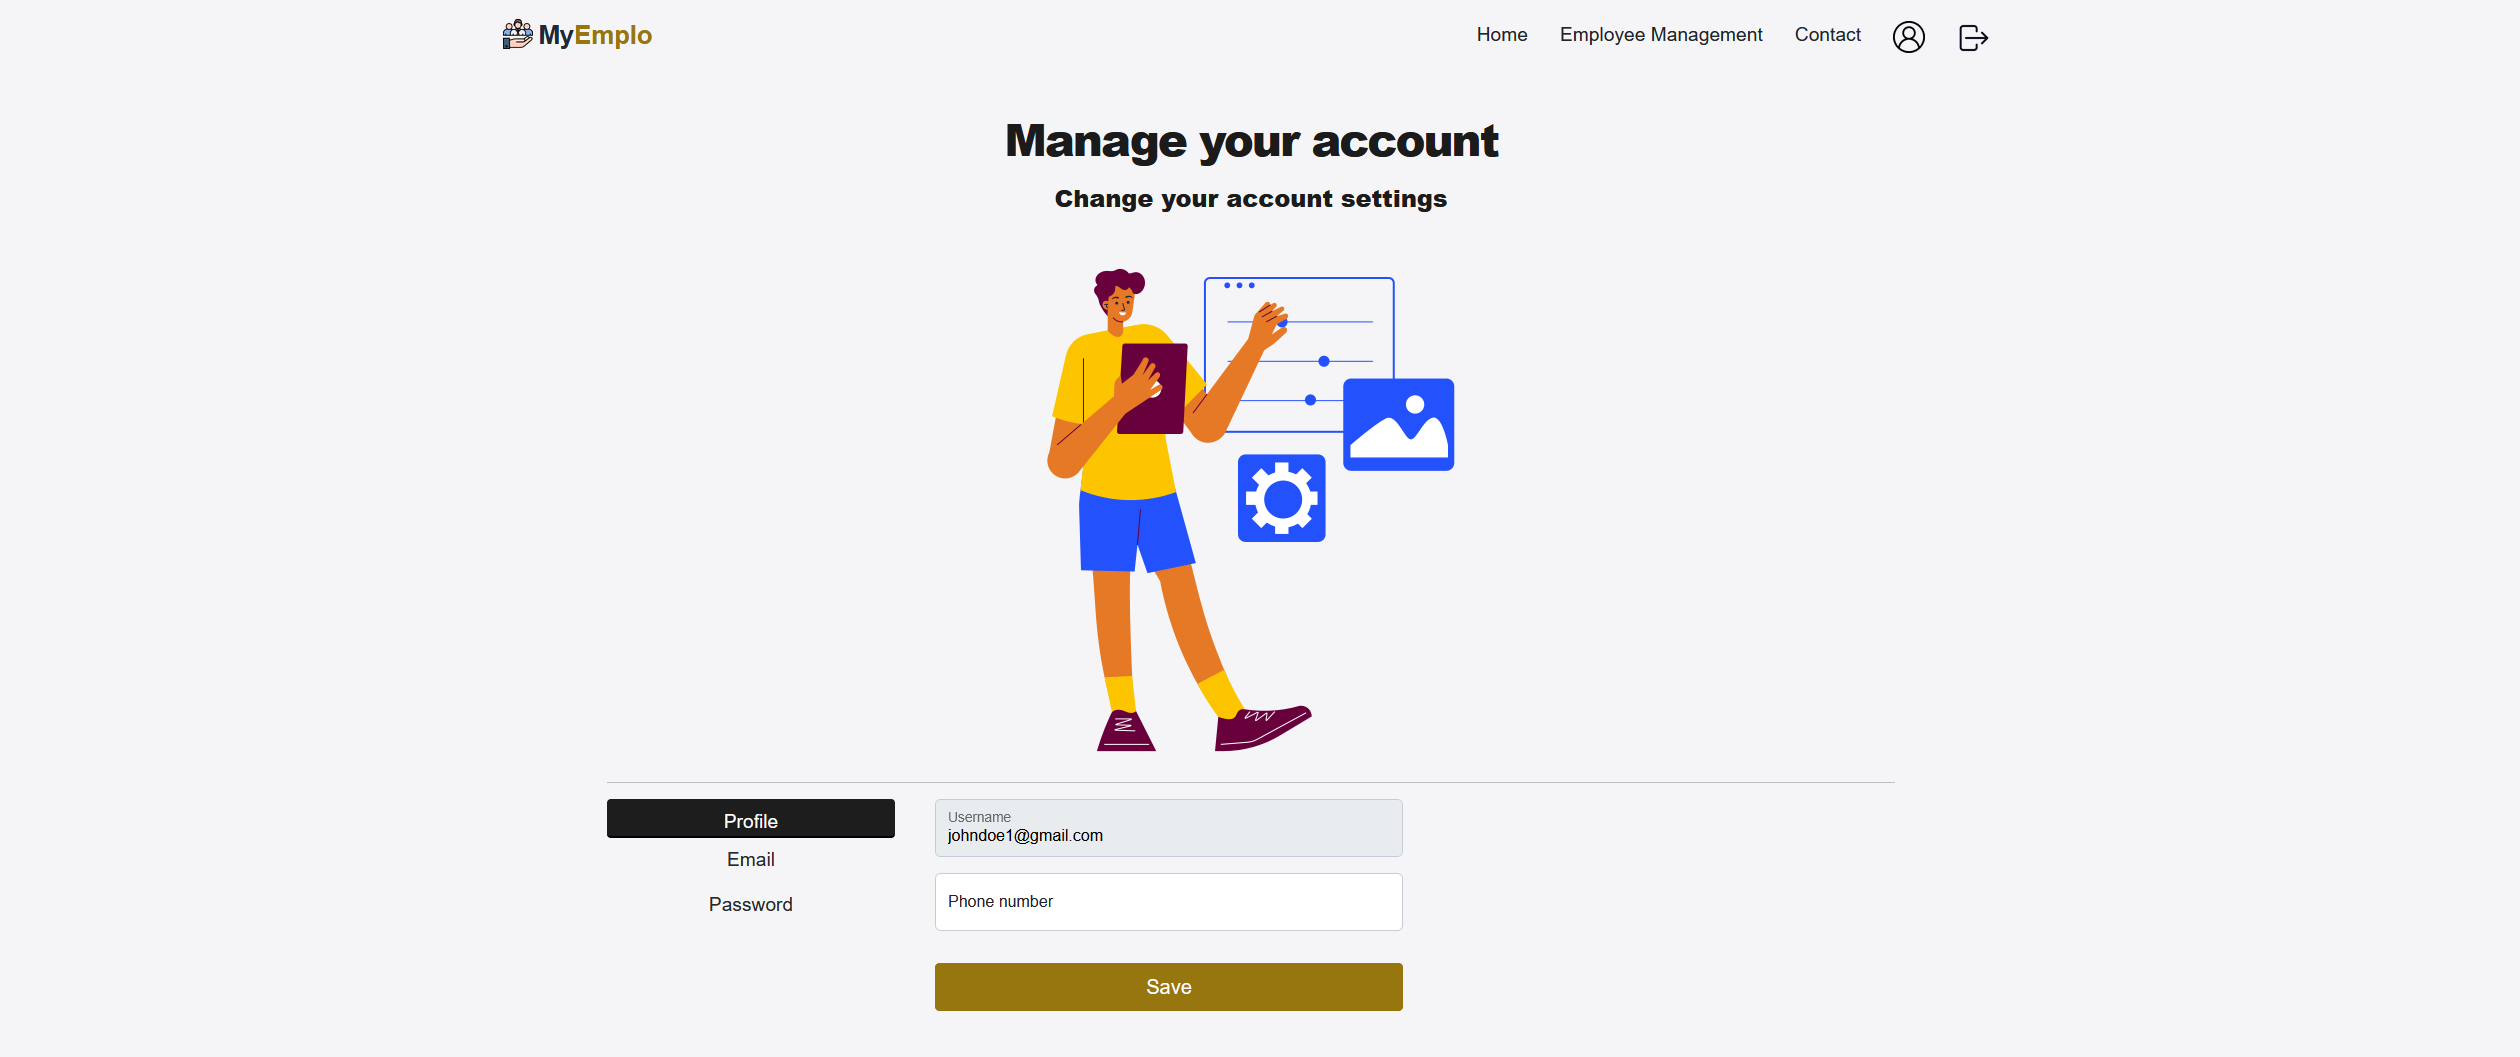 MyEmplo
Home
Employee Management
Contact
Manage your account
Change your account settings
Profile
Email
Password
Username
johndoe1@gmail.com
Phone number
Save